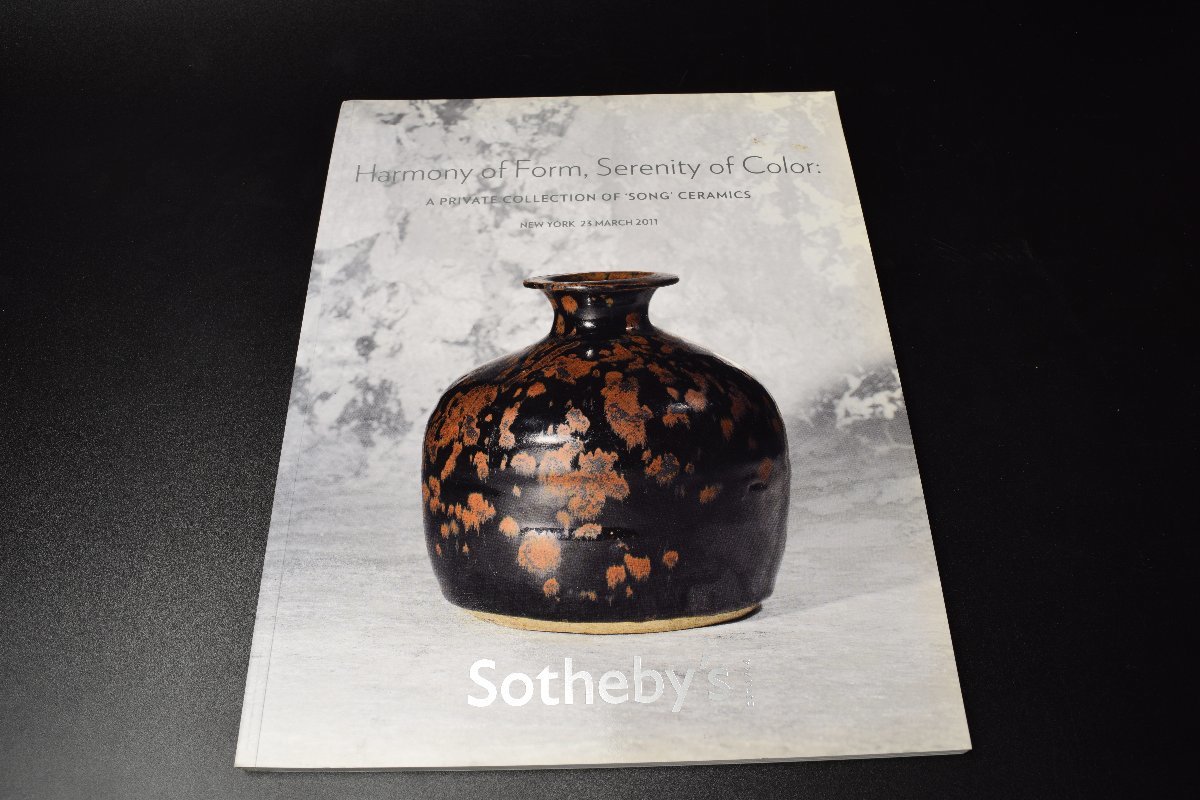 Harmony of Form, Serenity of Color:
A PRIVATE COLLECTION OF 'SONG' CERAMICS
NEW YORK 23 MARCH 2011
Sotheby's